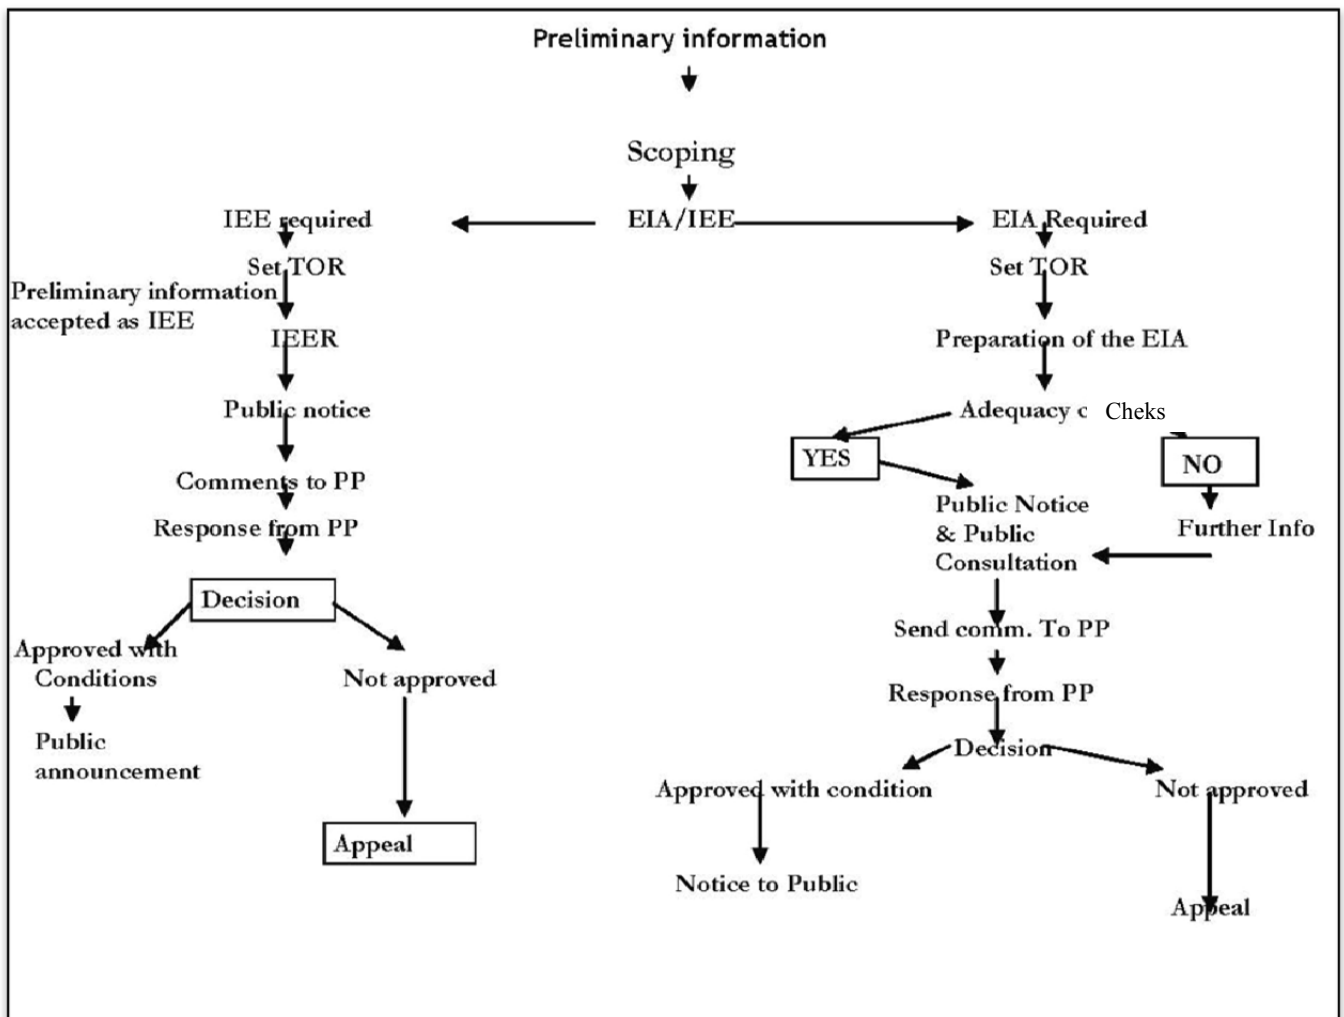 Preliminary information
Scoping
EIA/IEE
IEE required
Set TOR
Preliminary information
accepted as IEE
IEER
Public notice
Comments to PP
Response from PP
Decision
Approved with
Conditions
Not approved
Public
announcement
Appeal
EIA Required
Set TOR
Preparation of the EIA
Adequacy c Cheks
YES
NO
Public Notice
& Public
Consultation
Further Info
Send comm. To PP
Response from PP
Decision
Approved with condition
Not approved
Notice to Public
Appeal